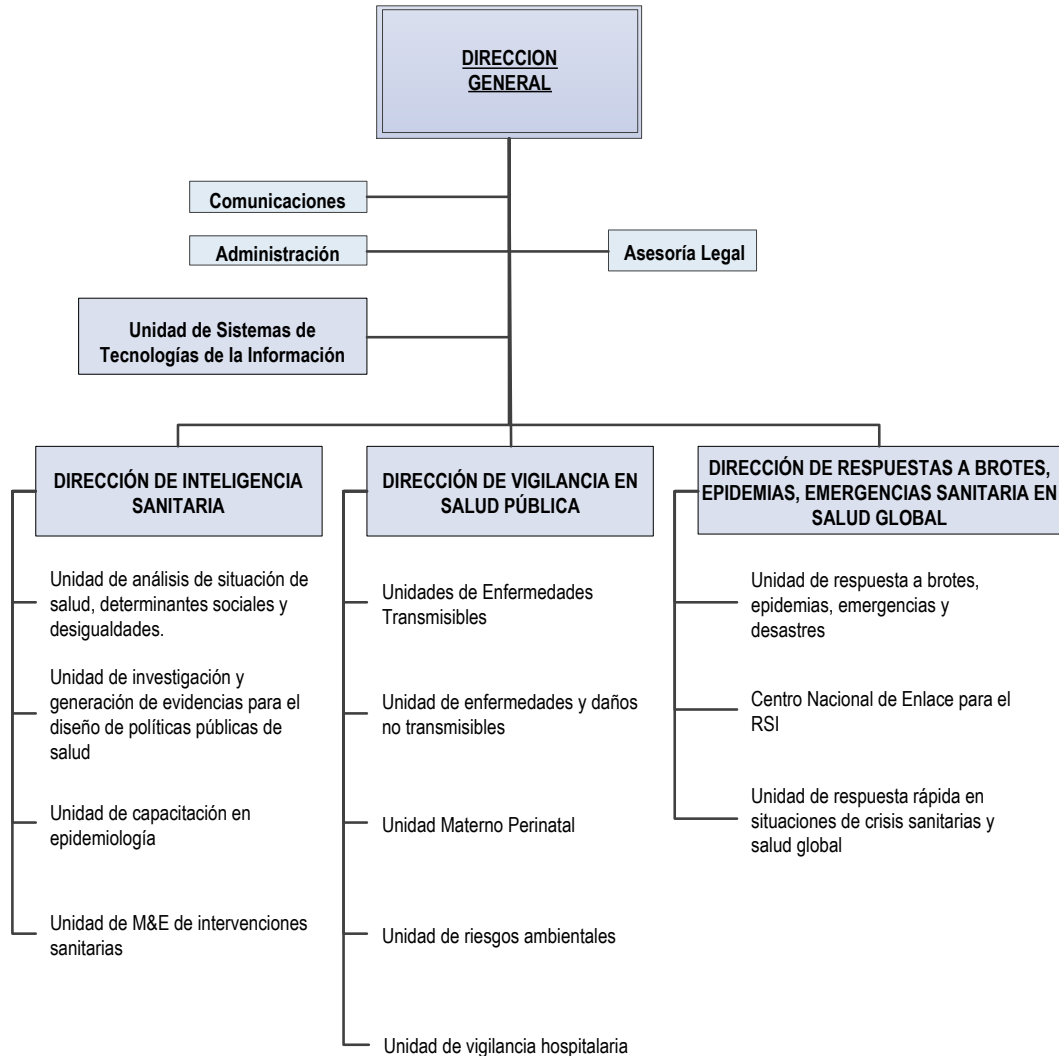 DIRECCION
GENERAL
Comunicaciones
Administración
Asesoría Legal
Unidad de Sistemas de
Tecnologías de la Información
DIRECCIÓN DE INTELIGENCIA
SANITARIA
Unidad de análisis de situación de
salud, determinantes sociales y
desigualdades.
Unidad de investigación y
generación de evidencias para el
diseño de políticas públicas de
salud
Unidad de capacitación en
epidemiología
Unidad de M&E de intervenciones
sanitarias
DIRECCIÓN DE VIGILANCIA EN
SALUD PÚBLICA
Unidades de Enfermedades
Transmisibles
Unidad de enfermedades y daños
no transmisibles
Unidad Materno Perinatal
Unidad de riesgos ambientales
Unidad de vigilancia hospitalaria
DIRECCIÓN DE RESPUESTAS A BROTES,
EPIDEMIAS, EMERGENCIAS SANITARIA EN
SALUD GLOBAL
Unidad de respuesta a brotes,
epidemias, emergencias y
desastres
Centro Nacional de Enlace para el
RSI
Unidad de respuesta rápida en
situaciones de crisis sanitarias y
salud global